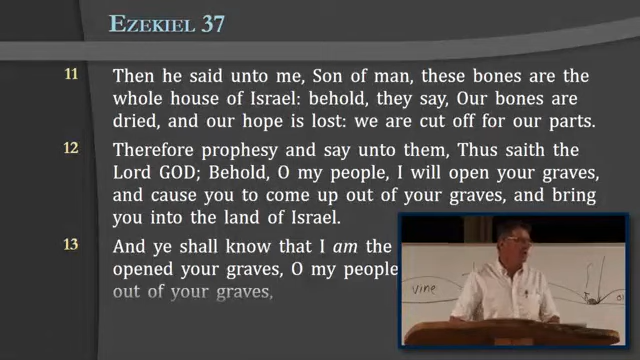 EZEKIEL 37
11 Then he said unto me, Son of man, these bones are the
whole house of Israel: behold, they say, Our bones are
dried, and our hope is lost: we are cut off for our parts.
12 Therefore prophesy and say unto them, Thus saith the
Lord GOD; Behold, O my people, I will open your graves,
and cause you to come up out of your graves, and bring
you into the land of Israel.
13 And ye shall know that I am the
opened your graves, O my people
out of your graves,
vine